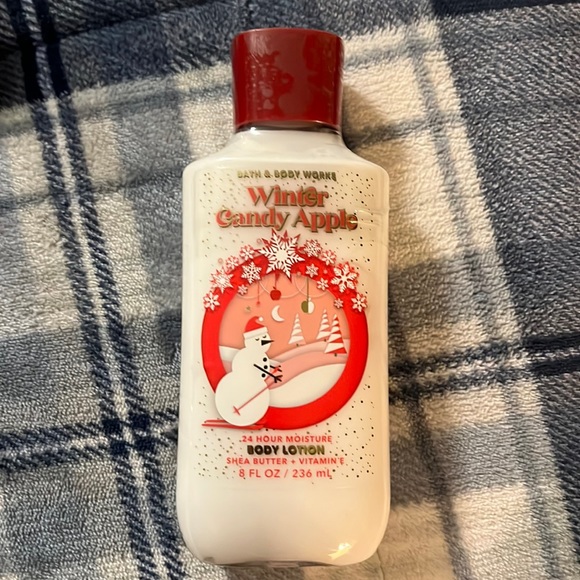 BATH & BODY WORKS
Winter
Candy Apple
24 HOUR MOISTURE
BODY LOTION
SHEA BUTTER + VITAMIN E
8 FL OZ / 236 mL